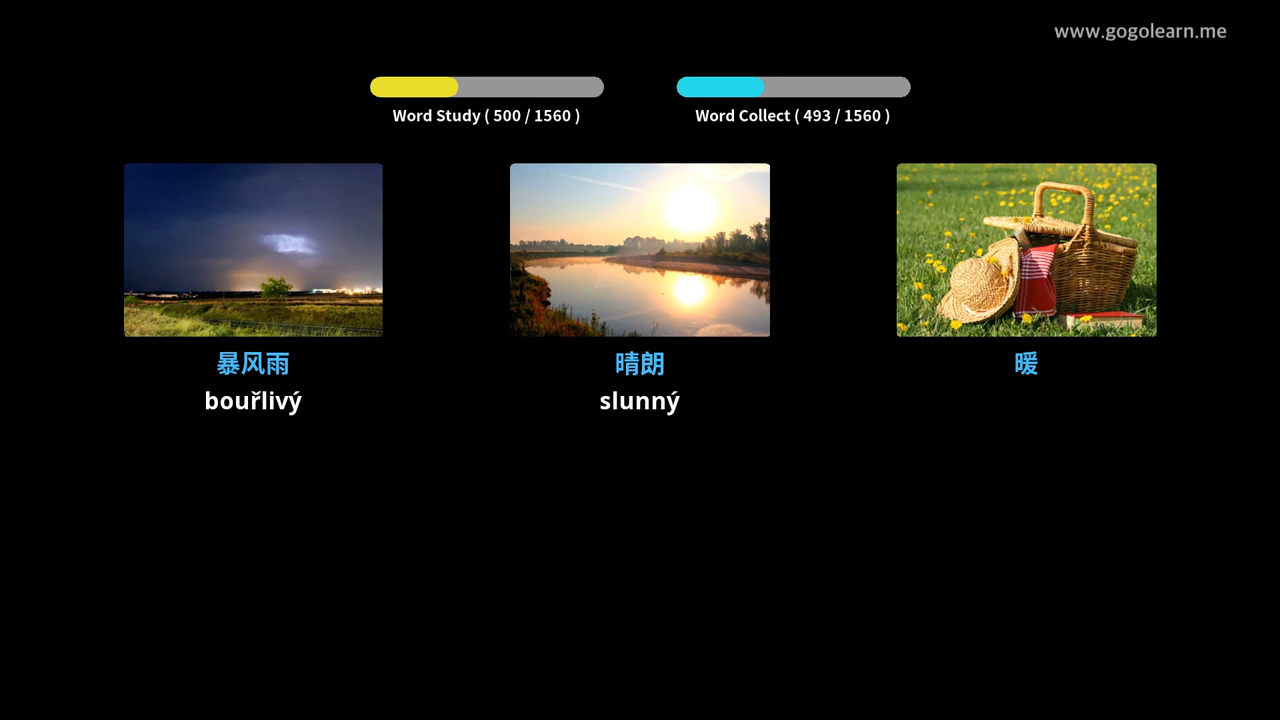 www.gogolearn.me
Word Study ( 500 / 1560 )
Word Collect ( 493 / 1560 )
暴风雨
bouřlivý
晴朗
slunný
暖